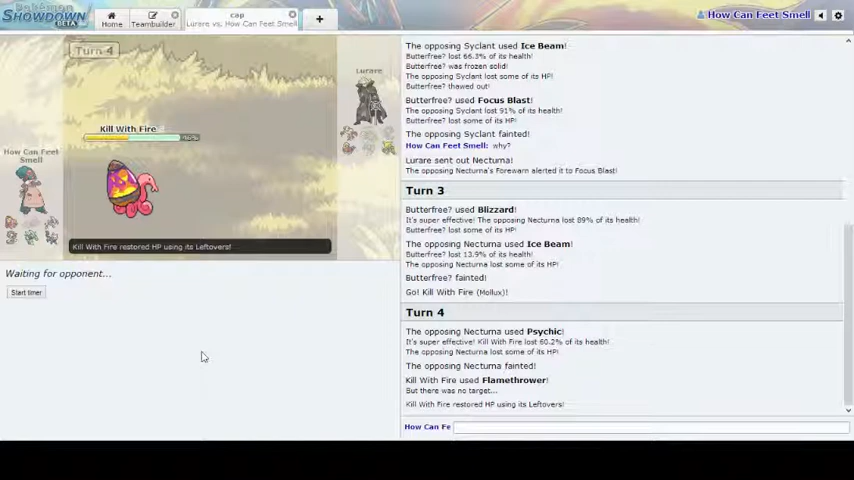 Pokémon
SHOWDOWN
BETA
Home
Teambuilder
cap
Lurare vs. How Can Feet Smell
How Can Feet Smell
Turn 4
Lurare
Kill With Fire
How Can Feet
Smell
Kill With Fire restored HP using its Leftovers!
Waiting for opponent...
Start timer
The opposing Syclant used Ice Beam!
Butterfree? lost 66.3% of its health!
Butterfree? was frozen solid!
The opposing Syclant lost some of its HP!
Butterfree? thawed out!
Butterfree? used Focus Blast!
The opposing Syclant lost 91% of its health!
Butterfree? lost some of its HP!
The opposing Syclant fainted!
How Can Feet Smell: why?
Lurare sent out Necturna!
The opposing Necturna's Forewarn alerted it to Focus Blast!
Turn 3
Butterfree? used Blizzard!
It's super effective! The opposing Necturna lost 89% of its health!
Butterfree? lost some of its HP!
The opposing Necturna used Ice Beam!
Butterfree? lost 13.9% of its health!
The opposing Necturna lost some of its HP!
Butterfree? fainted!
Go! Kill With Fire (Mollux)!
Turn 4
The opposing Necturna used Psychic!
It's super effective! Kill With Fire lost 60.2% of its health!
The opposing Necturna lost some of its HP!
The opposing Necturna fainted!
Kill With Fire used Flamethrower!
But there was no target...
Kill With Fire restored HP using its Leftovers!
How Can Fe